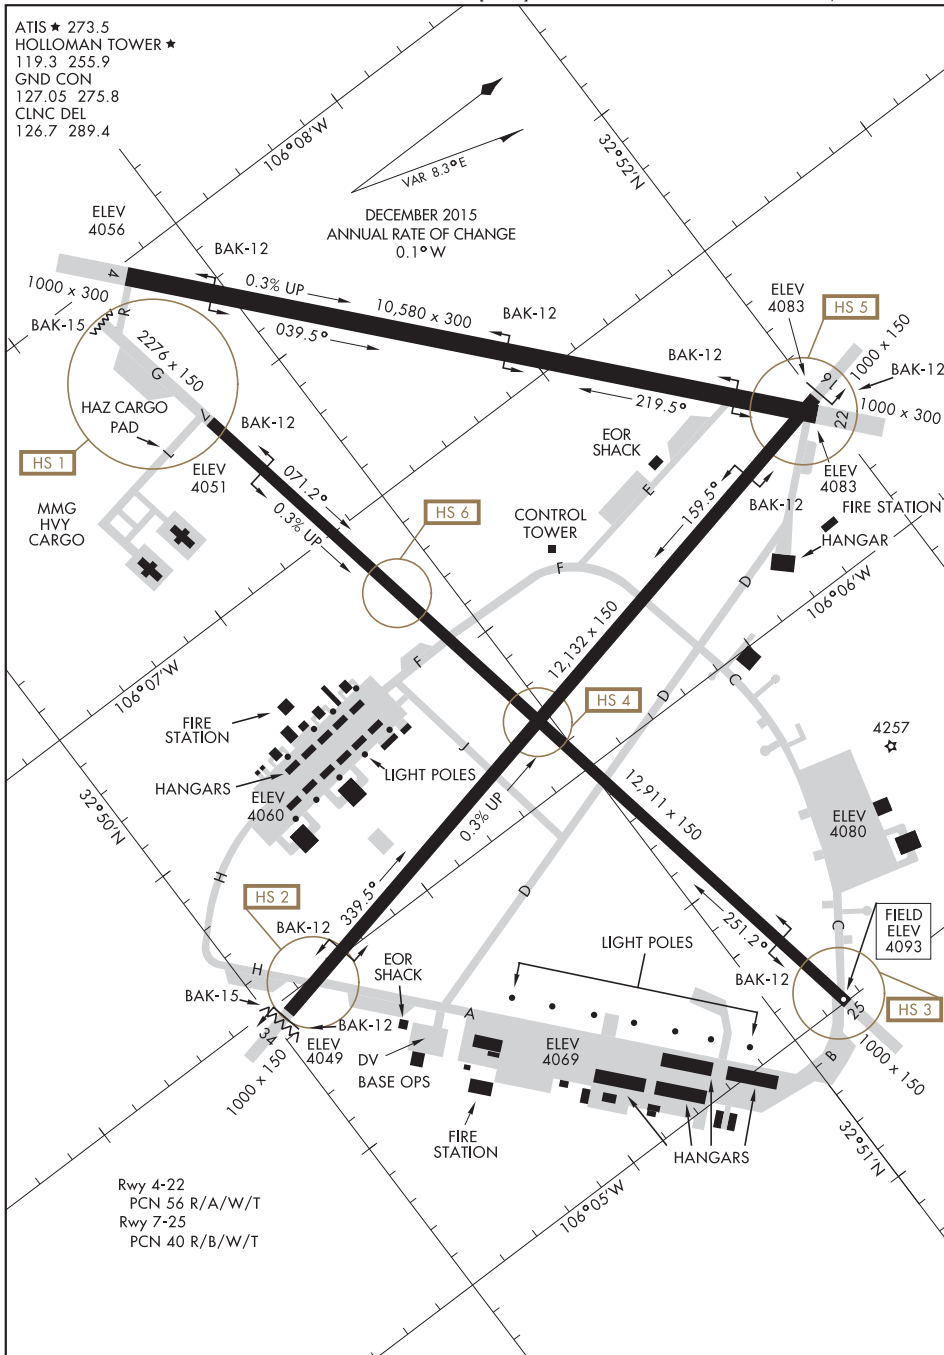 ATIS ★ 273.5
HOLLOMAN TOWER ★
119.3 255.9
GND CON
127.05 275.8
CLNC DEL
126.7 289.4
106°08'W
32°52'N
VAR 8.3°E
DECEMBER 2015
ANNUAL RATE OF CHANGE
0.1°W
ELEV
4056
BAK-12
4
1000 x 300
0.3% UP
10,580 x 300
039.5°
BAK-12
BAK-12
219.5°
ELEV
4083
HS 5
1000 x 150
16
BAK-12
22
1000 x 300
ELEV
4083
R
BAK-15
2276 x 150
G
HAZ CARGO
PAD
L
7
BAK-12
HS 1
ELEV
4051
071.2°
0.3% UP
MMG
HVY
CARGO
HS 6
EOR
SHACK
E
159.5°
BAK-12
FIRE STATION
HANGAR
CONTROL
TOWER
F
D
106°06'W
12,132 x 150
106°07'W
F
D
C
HS 4
FIRE
STATION
J
4257
HANGARS
LIGHT POLES
ELEV
4060
32°50'N
0.3% UP
12,911 x 150
ELEV
4080
H
D
HS 2
339.5°
BAK-12
251.2°
C
FIELD
ELEV
4093
LIGHT POLES
H
EOR
SHACK
BAK-12
BAK-15
25
HS 3
A
BAK-12
34
ELEV
4049
1000 x 150
DV
BASE OPS
ELEV
4069
B
1000 x 150
FIRE
STATION
HANGARS
32°51'N
106°05'W
Rwy 4-22
PCN 56 R/A/W/T
Rwy 7-25
PCN 40 R/B/W/T